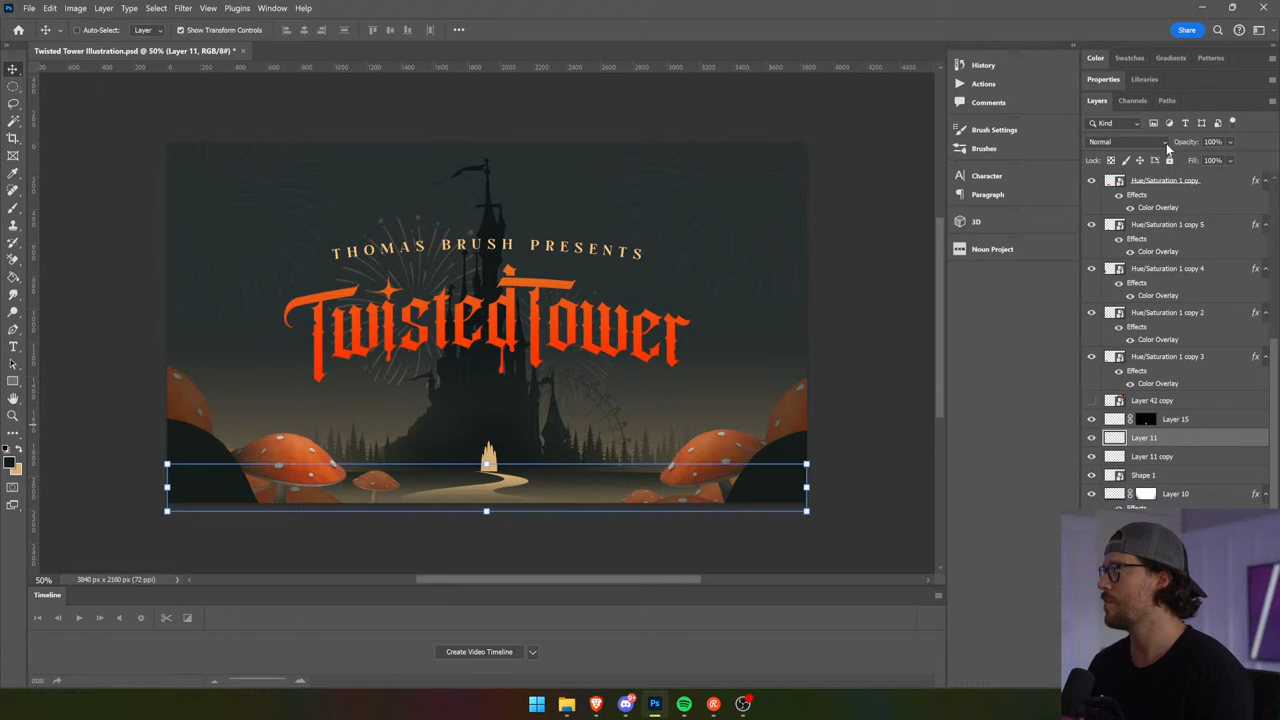 File Edit Image Layer Type Select Filter View Plugins Window Help
Auto-Select: Layer Show Transform Controls
Share
Twisted Tower Illustration.psd @ 50% (Layer 11, RGB/8#) *
THOMAS BRUSH PRESENTS
TwistedTower
50% 3840 px x 2160 px (72 ppi)
Timeline
Create Video Timeline
History
Actions
Comments
Brush Settings
Brushes
Character
Paragraph
3D
Noun Project
Color Swatches Gradients Patterns
Properties Libraries
Layers Channels Paths
Kind
Normal Opacity: 100%
Lock: Fill: 100%
Hue/Saturation 1 copy
Effects
Color Overlay
Hue/Saturation 1 copy 5
Effects
Color Overlay
Hue/Saturation 1 copy 4
Effects
Color Overlay
Hue/Saturation 1 copy 2
Effects
Color Overlay
Hue/Saturation 1 copy 3
Effects
Color Overlay
Layer 42 copy
Layer 15
Layer 11
Layer 11 copy
Shape 1
Layer 10